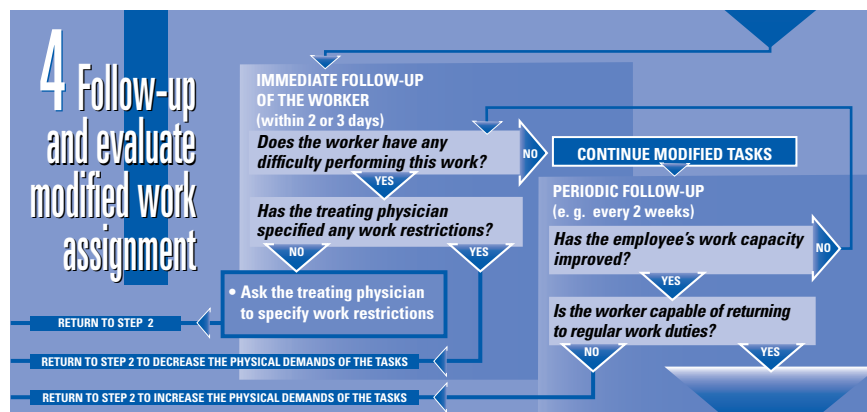 4 Follow-up
and evaluate
modified work
assignment
IMMEDIATE FOLLOW-UP
OF THE WORKER
(within 2 or 3 days)
Does the worker have any
difficulty performing this work?
NO
YES
Has the treating physician
specified any work restrictions?
NO
YES
• Ask the treating physician
to specify work restrictions
RETURN TO STEP 2
RETURN TO STEP 2 TO DECREASE THE PHYSICAL DEMANDS OF THE TASKS
CONTINUE MODIFIED TASKS
PERIODIC FOLLOW-UP
(e. g. every 2 weeks)
Has the employee's work capacity
improved?
NO
YES
Is the worker capable of returning
to regular work duties?
NO
YES
RETURN TO STEP 2 TO INCREASE THE PHYSICAL DEMANDS OF THE TASKS